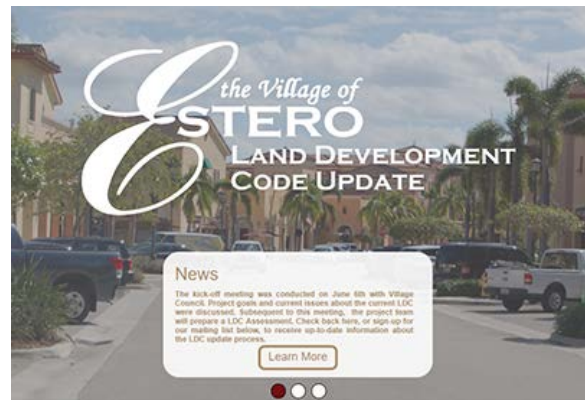 the Village of
ESTERO
LAND DEVELOPMENT
CODE UPDATE
News
The kick-off meeting was conducted on June 6th with Village
Council. Project goals and current issues about the current LDC
were discussed. Subsequent to this meeting, the project team
will prepare a LDC Assessment. Check back here, or sign-up for
our mailing list below, to receive up-to-date information about
the LDC update process.
Learn More